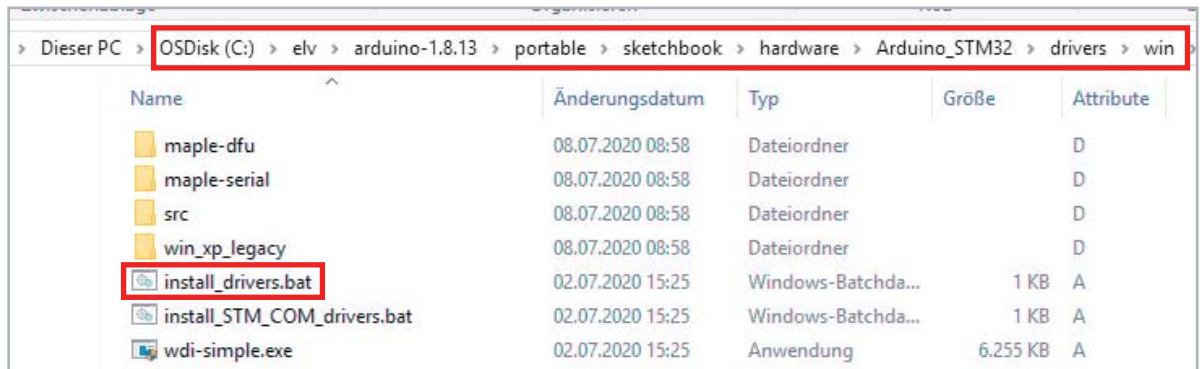 Dieser PC > OSDisk (C:) > elv > arduino-1.8.13 > portable > sketchbook > hardware > Arduino_STM32 > drivers > win >
Name Änderungsdatum Typ Größe Attribute
maple-dfu 08.07.2020 08:58 Dateiordner D
maple-serial 08.07.2020 08:58 Dateiordner D
src 08.07.2020 08:58 Dateiordner D
win_xp_legacy 08.07.2020 08:58 Dateiordner D
install_drivers.bat 02.07.2020 15:25 Windows-Batchda... 1 KB A
install_STM_COM_drivers.bat 02.07.2020 15:25 Windows-Batchda... 1 KB A
wdi-simple.exe 02.07.2020 15:25 Anwendung 6.255 KB A